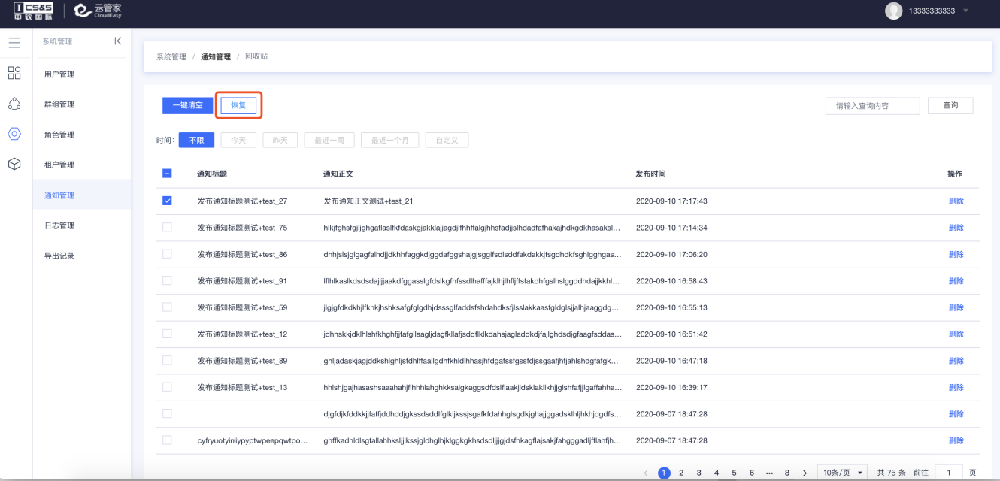 CS&S
中软国际
云管家
CloudEasy
13333333333
系统管理
用户管理
群组管理
角色管理
租户管理
通知管理
日志管理
导出记录
系统管理 / 通知管理 / 回收站
一键清空 恢复 请输入查询内容 查询
时间: 不限 今天 昨天 最近一周 最近一个月 自定义
通知标题 通知正文 发布时间 操作
发布通知标题测试+test_27 发布通知正文测试+test_21 2020-09-10 17:17:43 删除
发布通知标题测试+test_75 2020-09-10 17:14:34 删除
发布通知标题测试+test_86 2020-09-10 17:06:20 删除
发布通知标题测试+test_91 2020-09-10 16:58:43 删除
发布通知标题测试+test_59 2020-09-10 16:55:13 删除
发布通知标题测试+test_12 2020-09-10 16:51:42 删除
发布通知标题测试+test_89 2020-09-10 16:47:18 删除
发布通知标题测试+test_13 2020-09-10 16:39:17 删除
2020-09-07 18:47:28 删除
cyfryuotyirriypyptwpeepqwtpo... 2020-09-07 18:47:28 删除
1 2 3 4 5 6 ··· 8 10条/页 共 75 条 前往 1 页